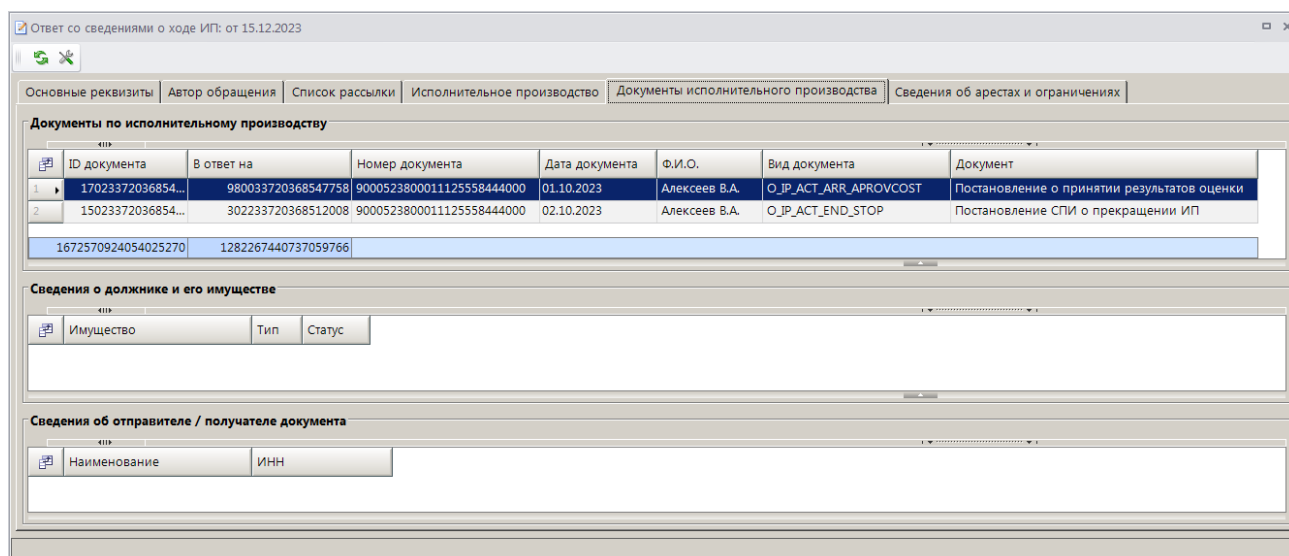 Ответ со сведениями о ходе ИП: от 15.12.2023
Основные реквизиты Автор обращения Список рассылки Исполнительное производство Документы исполнительного производства Сведения об арестах и ограничениях
Документы по исполнительному производству
ID документа В ответ на Номер документа Дата документа Ф.И.О. Вид документа Документ
1 17023372036854... 980033720368547758 9000523800011125558444000 01.10.2023 Алексеев В.А. O_IP_ACT_ARR_APROVCOST Постановление о принятии результатов оценки
2 15023372036854... 302233720368512008 9000523800011125558444000 02.10.2023 Алексеев В.А. O_IP_ACT_END_STOP Постановление СПИ о прекращении ИП
1672570924054025270 1282267440737059766
Сведения о должнике и его имуществе
Имущество Тип Статус
Сведения об отправителе / получателе документа
Наименование ИНН